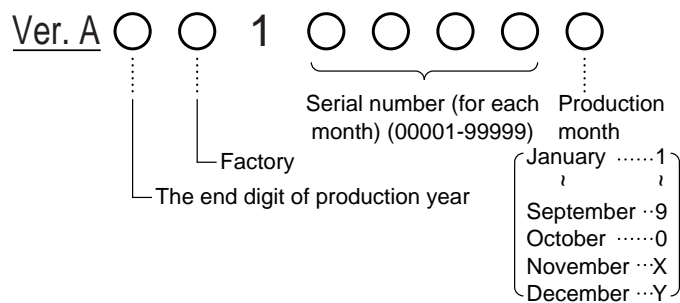 Ver. A ○ ○ 1 ○ ○ ○ ○ ○
Serial number (for each
month) (00001-99999)
Production
month
Factory
The end digit of production year
January ······1
~ ~
September ··9
October ······0
November ···X
December ···Y